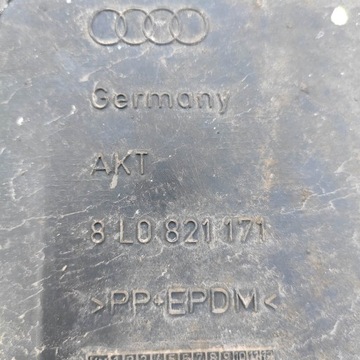 Germany
AKT
8 L0 821 171
>PP+EPDM<